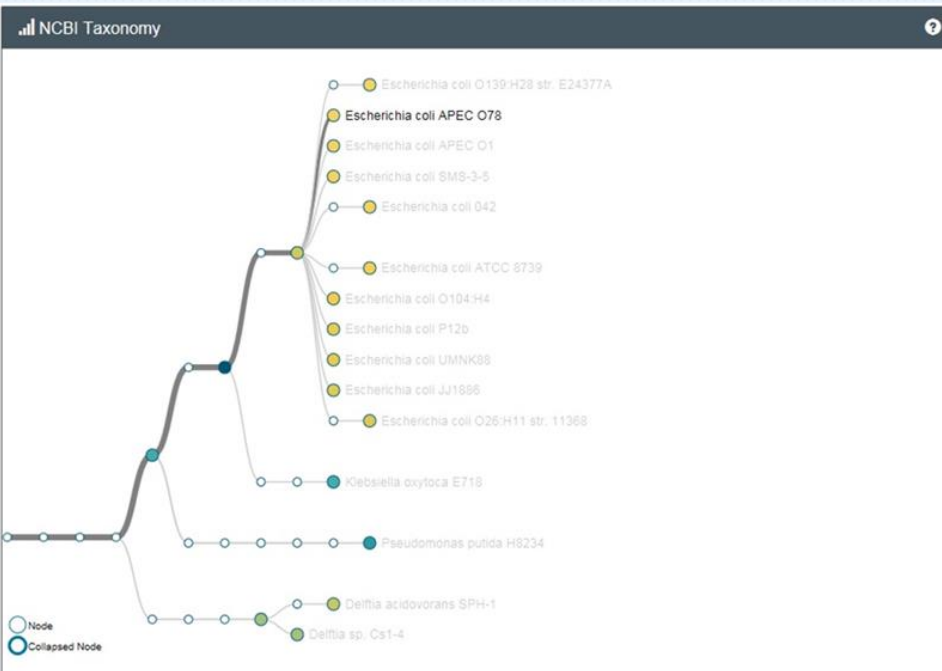 NCBI Taxonomy
?
Escherichia coli O139:H28 str. E24377A
Escherichia coli APEC O78
Escherichia coli APEC O1
Escherichia coli SMS-3-5
Escherichia coli 042
Escherichia coli ATCC 8739
Escherichia coli O104:H4
Escherichia coli P12b
Escherichia coli UMNK88
Escherichia coli JJ1886
Escherichia coli O26:H11 str. 11368
Klebsiella oxytoca E718
Pseudomonas putida H8234
Delftia acidovorans SPH-1
Delftia sp. Cs1-4
Node
Collapsed Node